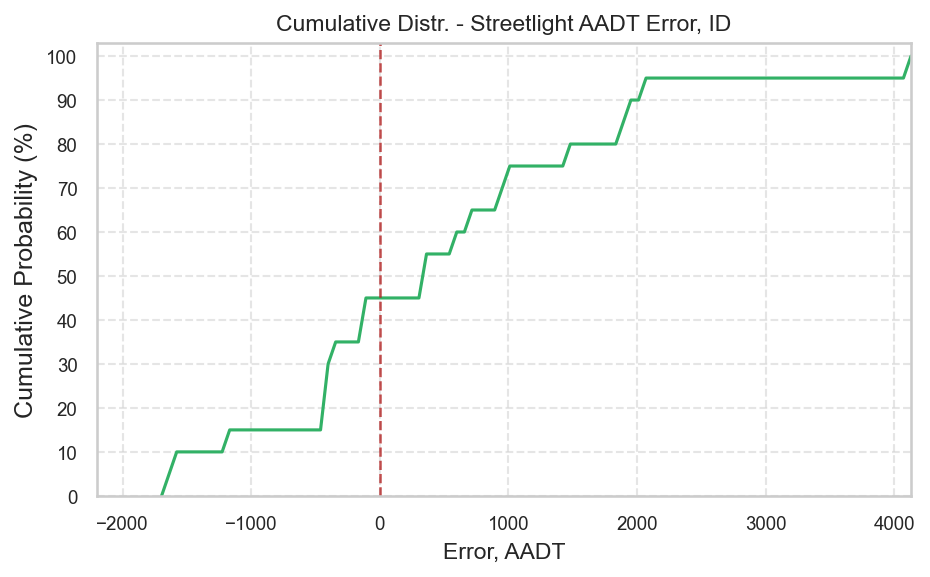 Cumulative Distr. - Streetlight AADT Error, ID
Cumulative Probability (%)
100
90
80
70
60
50
40
30
20
10
0
−2000 −1000 0 1000 2000 3000 4000
Error, AADT